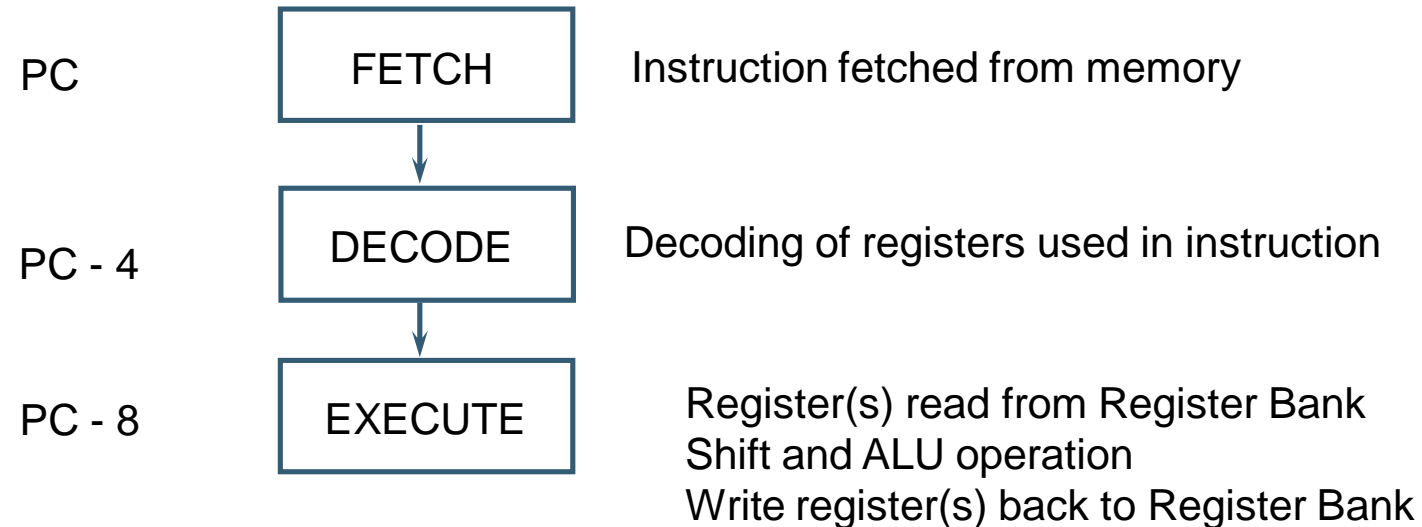 PC FETCH Instruction fetched from memory
PC - 4 DECODE Decoding of registers used in instruction
PC - 8 EXECUTE Register(s) read from Register Bank
Shift and ALU operation
Write register(s) back to Register Bank